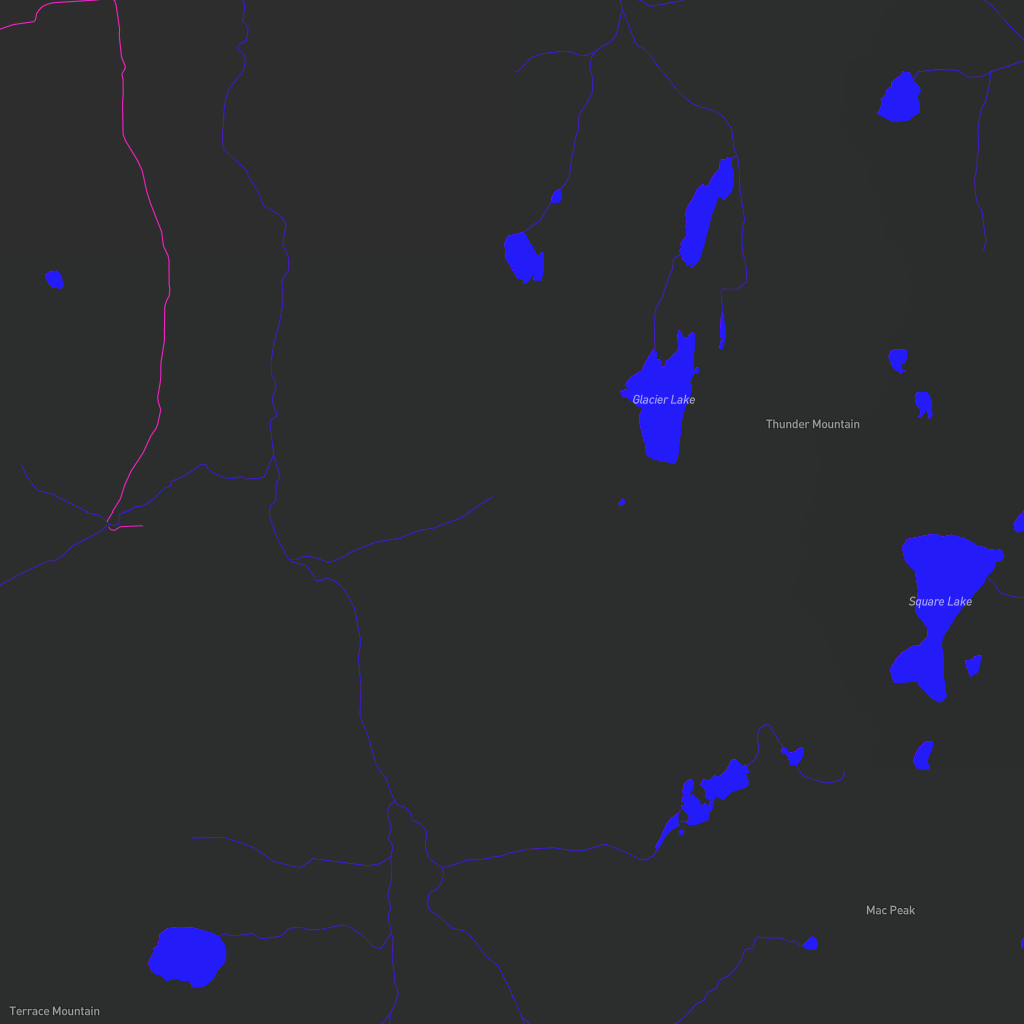 Glacier Lake
Thunder Mountain
Square Lake
Mac Peak
Terrace Mountain